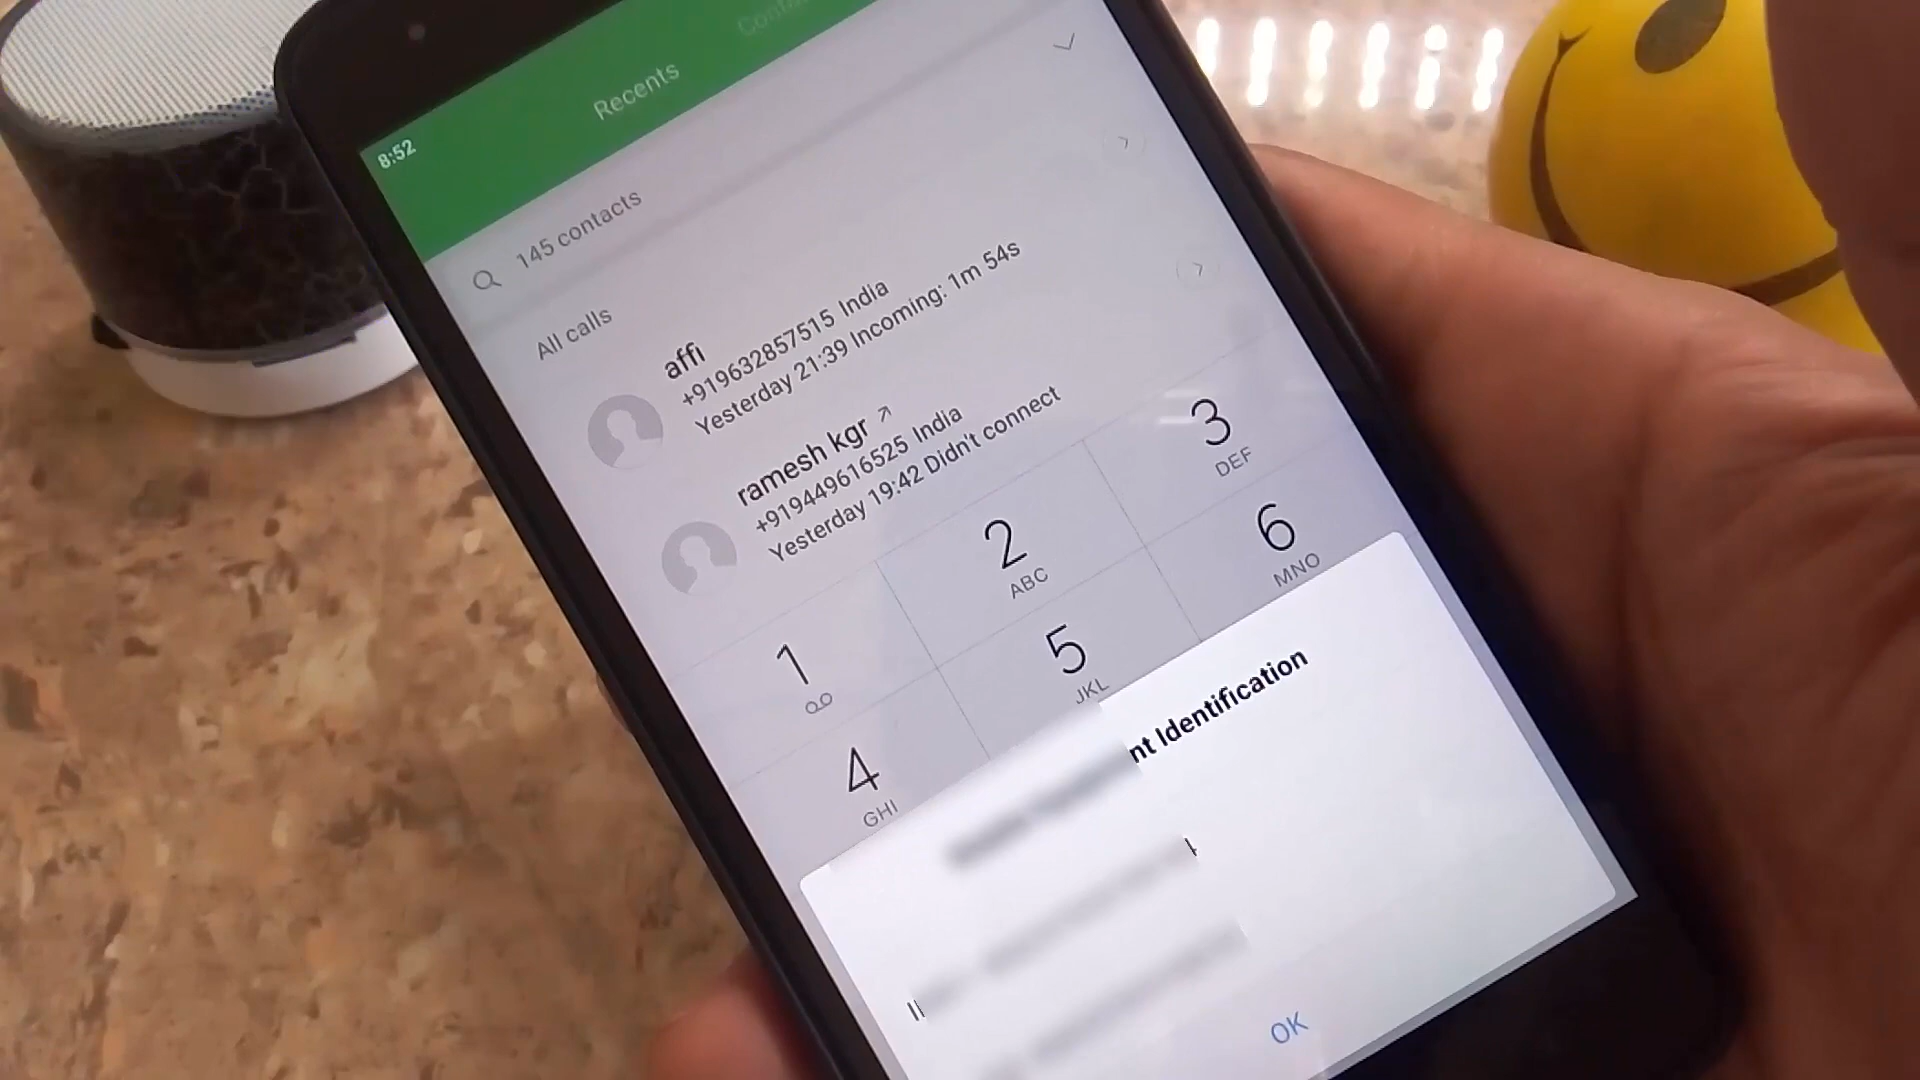 Recents
8:52
145 contacts
All calls
affi
+919632857515 India
Yesterday 21:39 Incoming: 1m 54s
ramesh kgr
+919449616525 India
Yesterday 19:42 Didn't connect
1
2 ABC
3 DEF
4 GHI
5 JKL
6 MNO
nt Identification
OK